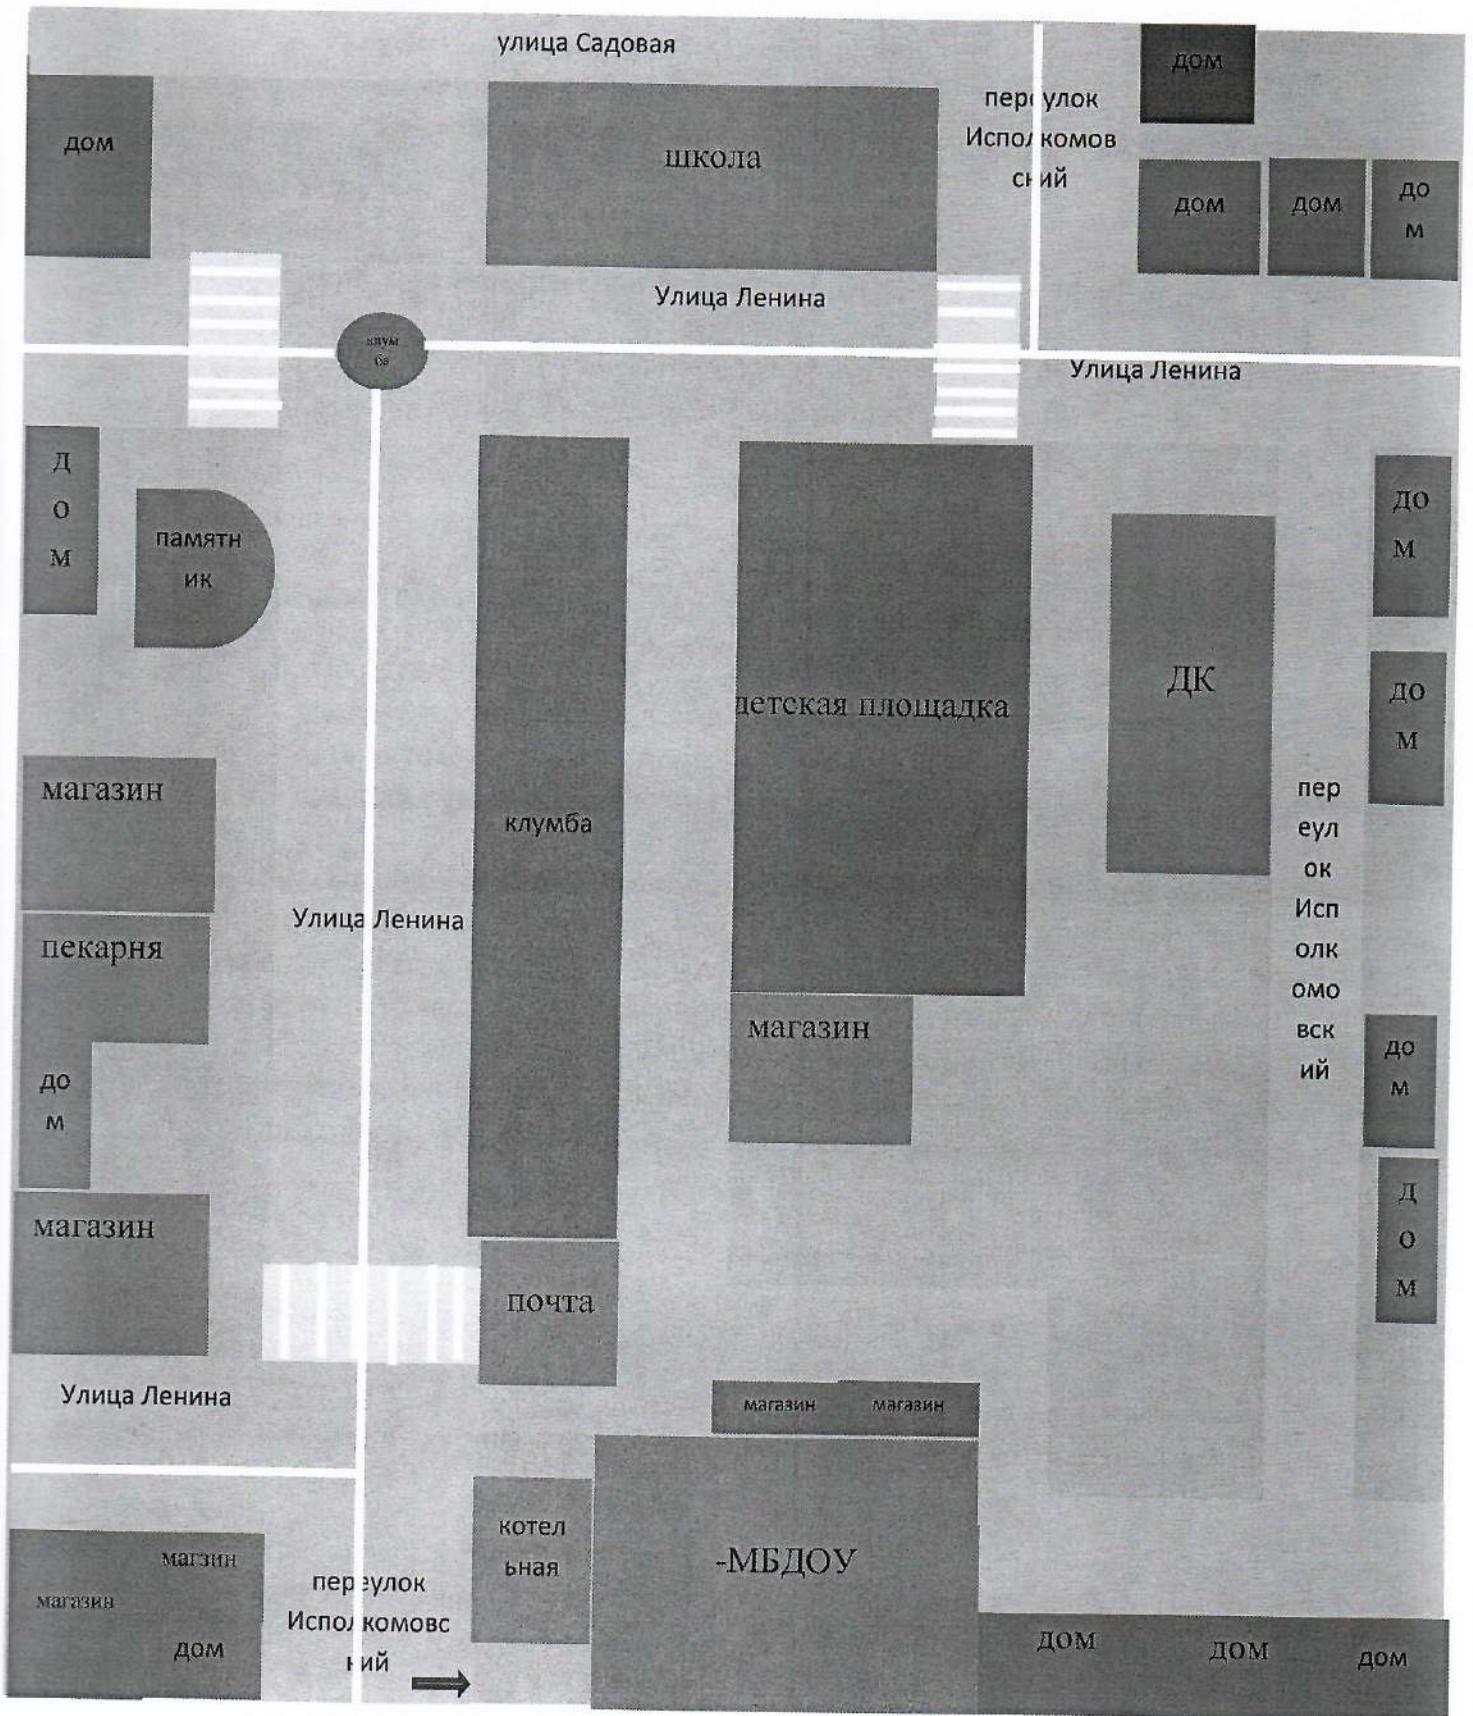 улица Садовая
дом
дом
школа
переулок
Исполкомов
ский
дом
дом
до
м
Улица Ленина
клум
ба
Улица Ленина
Д
О
М
памятн
ик
до
м
ДК
до
м
детская площадка
магазин
клумба
пер
еул
ок
Исп
олк
омо
вск
ий
Улица Ленина
пекарня
магазин
до
м
до
м
Д
О
М
магазин
почта
Улица Ленина
магазин
магазин
котел
ьная
-МБДОУ
магзин
магазин
дом
переулок
Исполкомовс
кий
дом
дом
дом